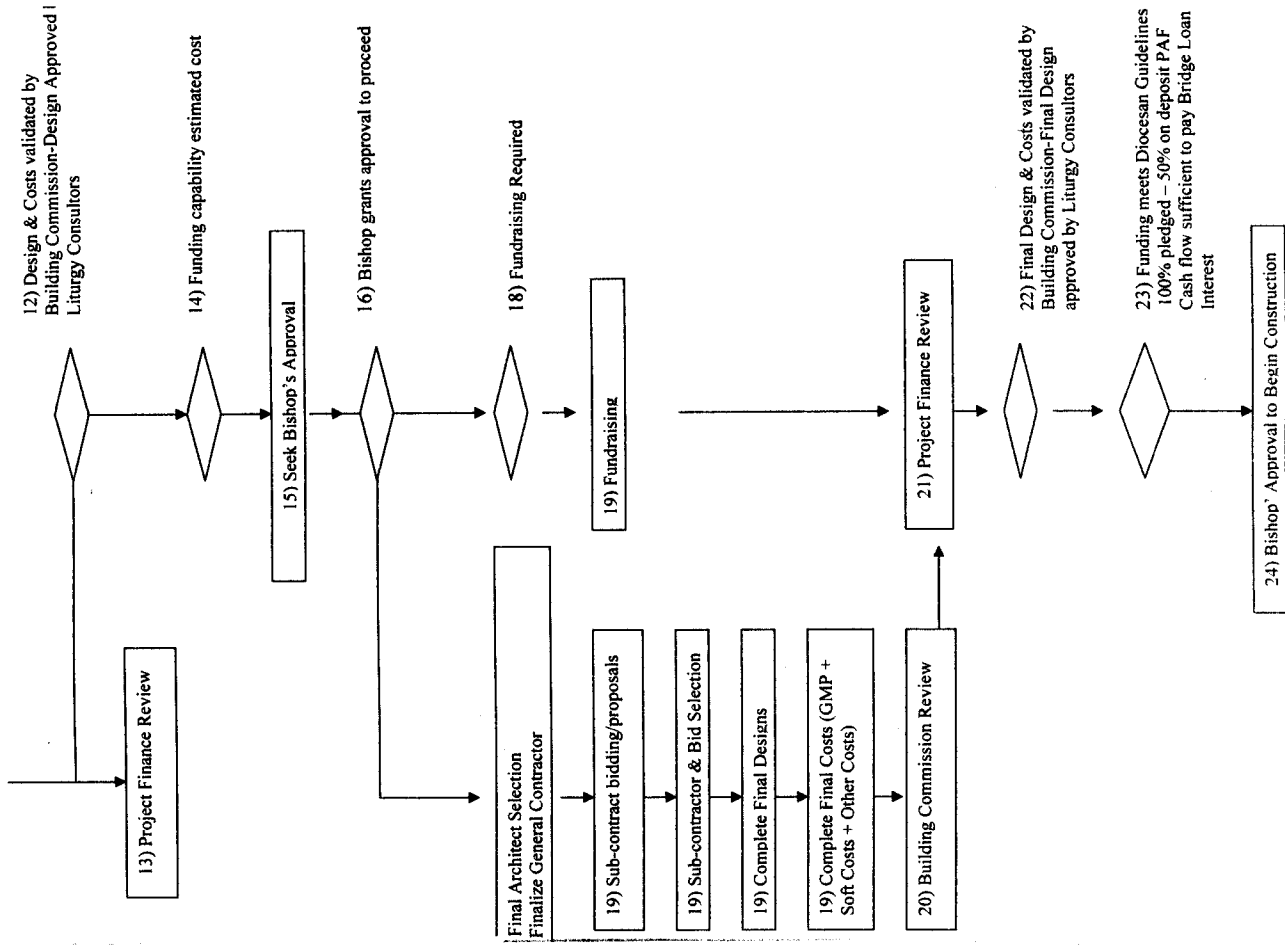 12) Design & Costs validated by
Building Commission-Design Approved
Liturgy Consultors
13) Project Finance Review
14) Funding capability estimated cost
15) Seek Bishop's Approval
16) Bishop grants approval to proceed
18) Fundraising Required
Final Architect Selection
Finalize General Contractor
19) Fundraising
19) Sub-contract bidding/proposals
19) Sub-contractor & Bid Selection
19) Complete Final Designs
19) Complete Final Costs (GMP +
Soft Costs + Other Costs)
20) Building Commission Review
21) Project Finance Review
22) Final Design & Costs validated by
Building Commission-Final Design
approved by Liturgy Consultors
23) Funding meets Diocesan Guidelines
100% pledged – 50% on deposit PAF
Cash flow sufficient to pay Bridge Loan
Interest
24) Bishop' Approval to Begin Construction